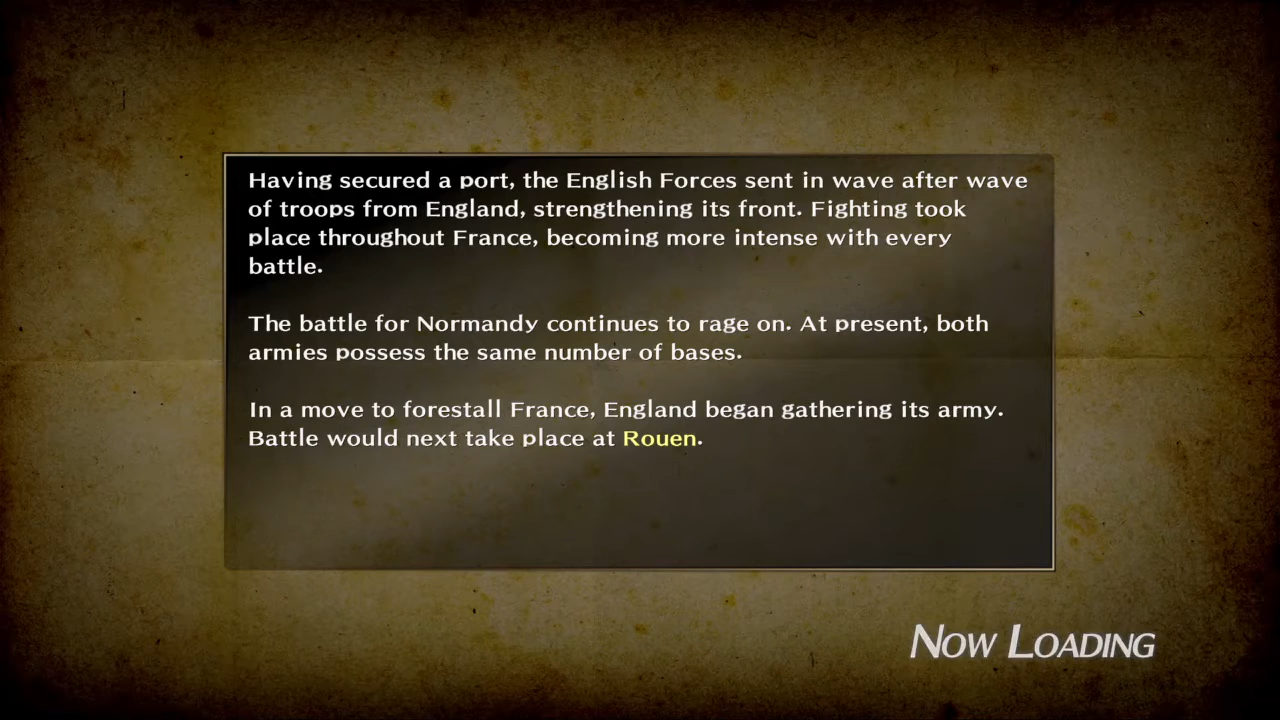 Having secured a port, the English Forces sent in wave after wave
of troops from England, strengthening its front. Fighting took
place throughout France, becoming more intense with every
battle.
The battle for Normandy continues to rage on. At present, both
armies possess the same number of bases.
In a move to forestall France, England began gathering its army.
Battle would next take place at Rouen.
Now Loading